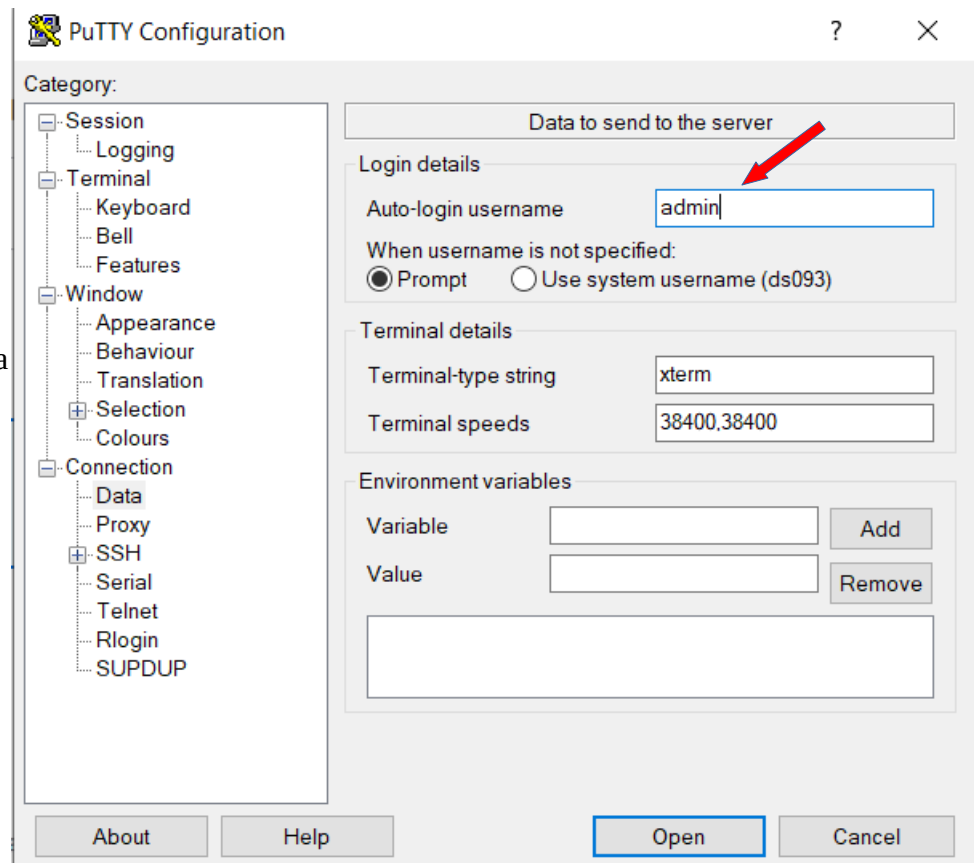 PuTTY Configuration
?
Category:
Session
Logging
Terminal
Keyboard
Bell
Features
Window
Appearance
Behaviour
Translation
Selection
Colours
Connection
Data
Proxy
SSH
Serial
Telnet
Rlogin
SUPDUP
Data to send to the server
Login details
Auto-login username admin
When username is not specified:
Prompt Use system username (ds093)
Terminal details
Terminal-type string xterm
Terminal speeds 38400,38400
Environment variables
Variable Add
Value Remove
About Help Open Cancel
a